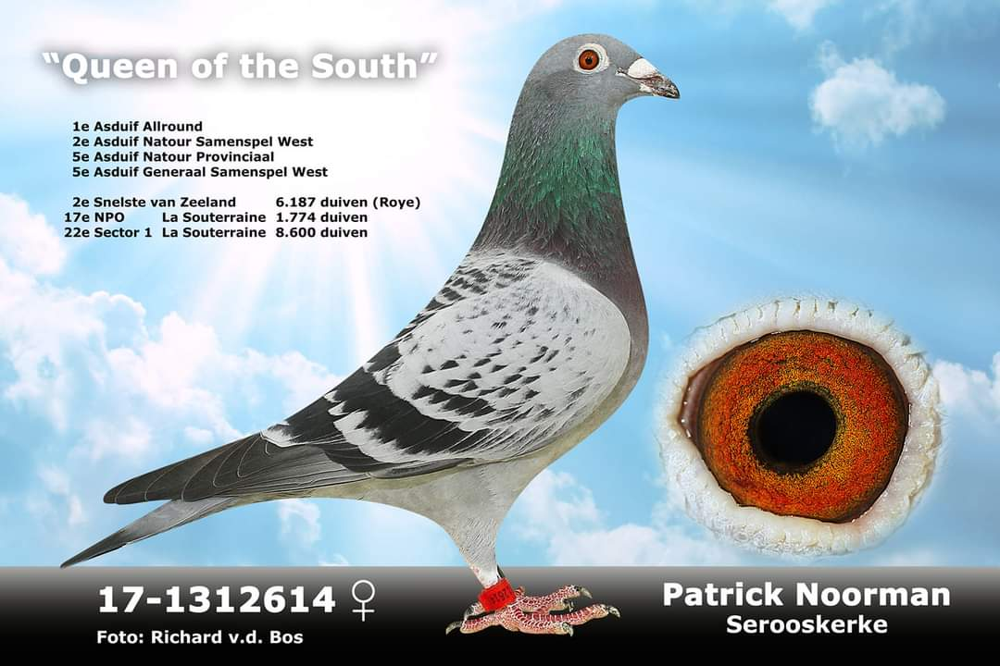 “Queen of the South”
1e Asduif Allround
2e Asduif Natour Samenspel West
5e Asduif Natour Provinciaal
5e Asduif Generaal Samenspel West
2e Snelste van Zeeland 6.187 duiven (Roye)
17e NPO La Souterraine 1.774 duiven
22e Sector 1 La Souterraine 8.600 duiven
17-1312614 ♀
Foto: Richard v.d. Bos
Patrick Noorman
Serooskerke